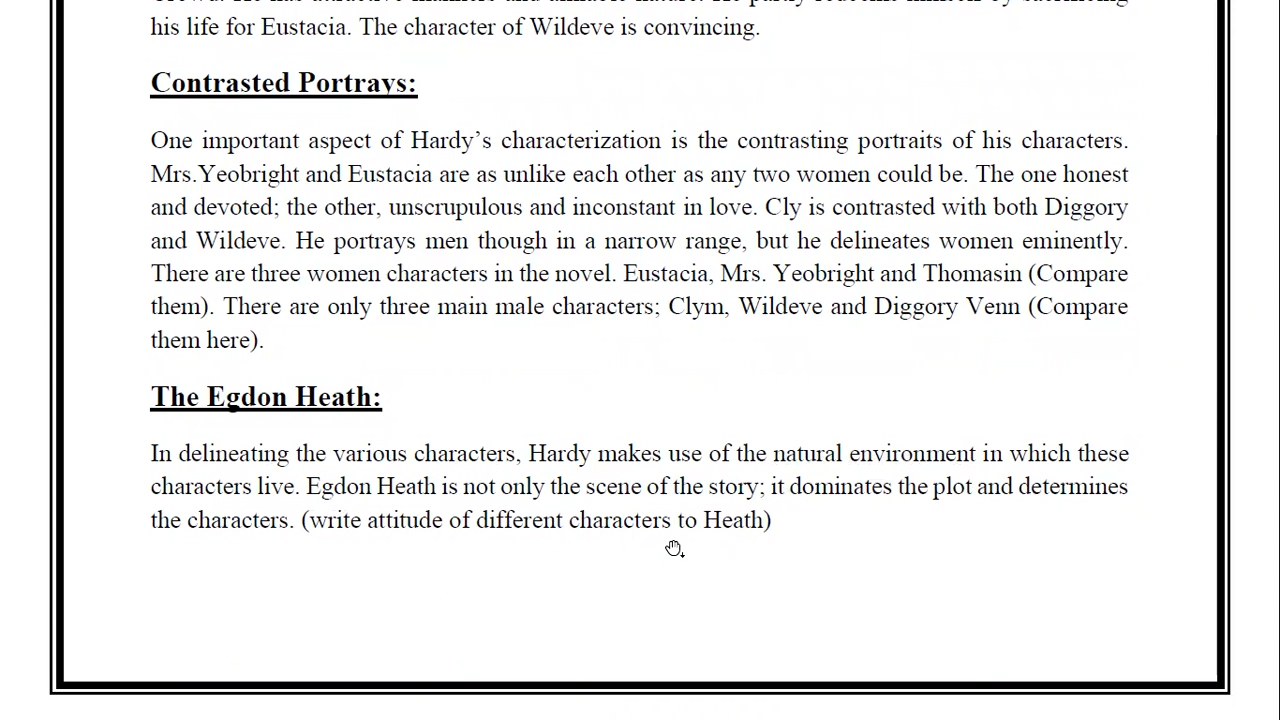 his life for Eustacia. The character of Wildeve is convincing.
Contrasted Portrays:
One important aspect of Hardy’s characterization is the contrasting portraits of his characters.
Mrs.Yeobright and Eustacia are as unlike each other as any two women could be. The one honest
and devoted; the other, unscrupulous and inconstant in love. Cly is contrasted with both Diggory
and Wildeve. He portrays men though in a narrow range, but he delineates women eminently.
There are three women characters in the novel. Eustacia, Mrs. Yeobright and Thomasin (Compare
them). There are only three main male characters; Clym, Wildeve and Diggory Venn (Compare
them here).
The Egdon Heath:
In delineating the various characters, Hardy makes use of the natural environment in which these
characters live. Egdon Heath is not only the scene of the story; it dominates the plot and determines
the characters. (write attitude of different characters to Heath)